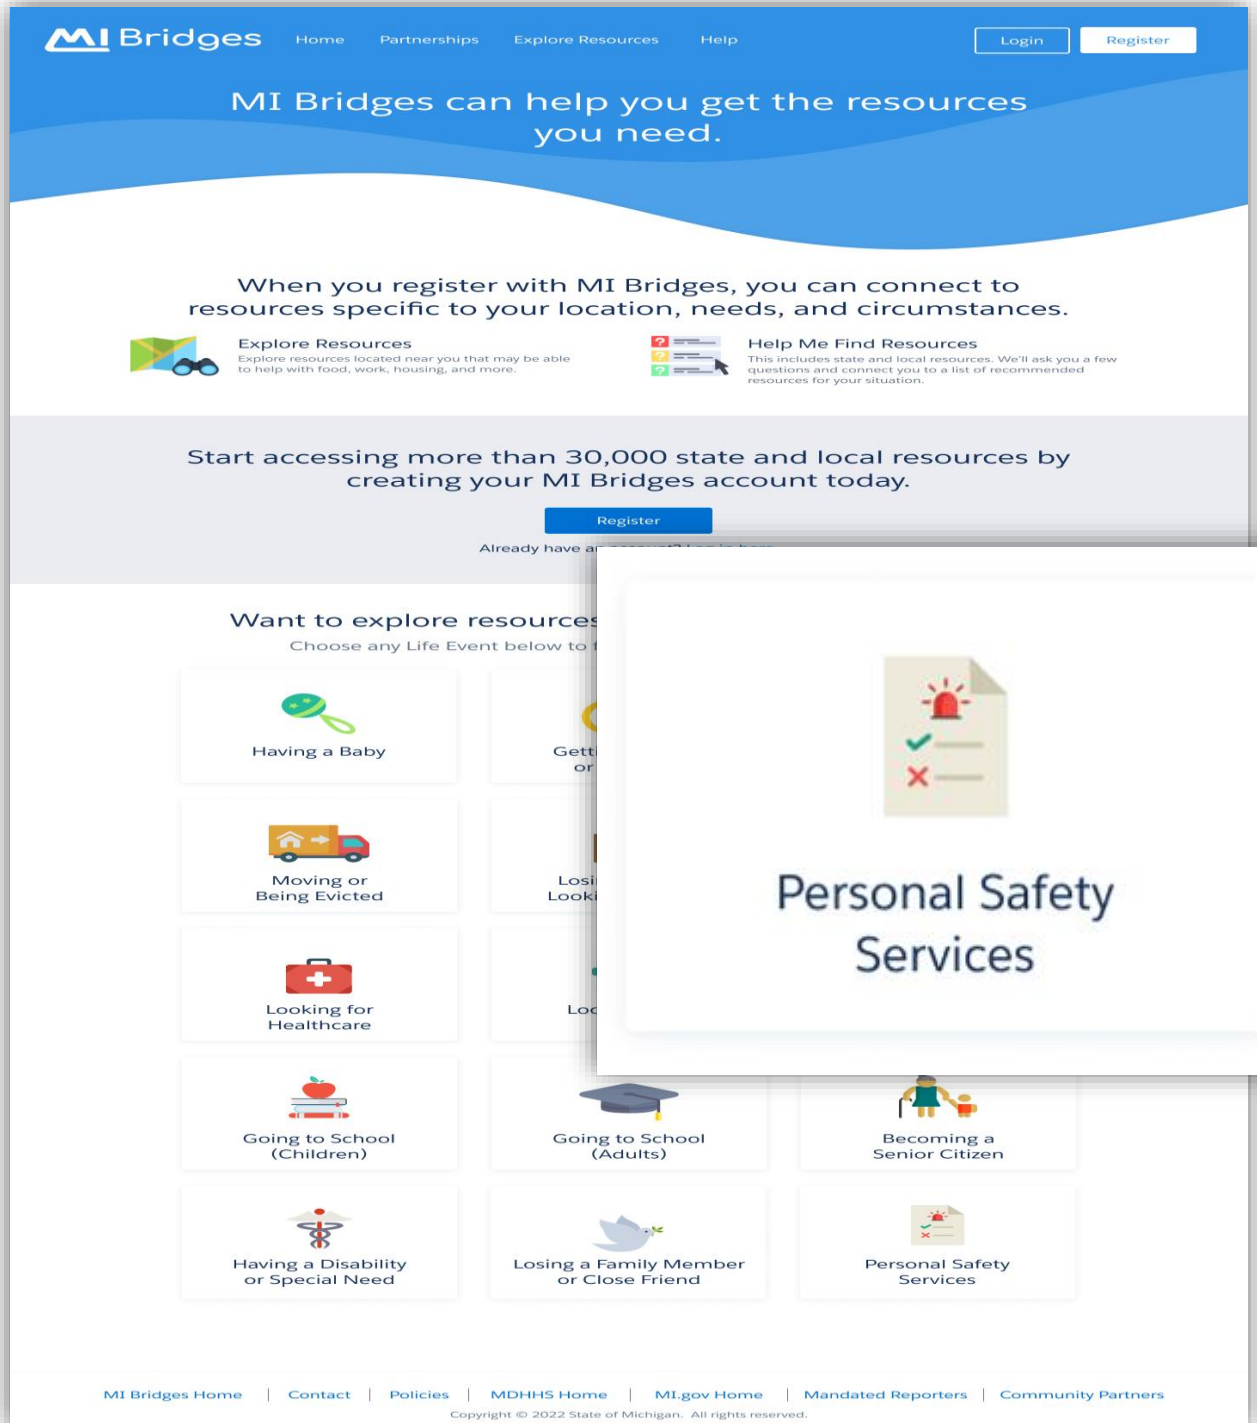 MI Bridges Home Partnerships Explore Resources Help Login Register
MI Bridges can help you get the resources
you need.
When you register with MI Bridges, you can connect to
resources specific to your location, needs, and circumstances.
Explore Resources
Explore resources located near you that may be able
to help with food, work, housing, and more.
Help Me Find Resources
This includes state and local resources. We'll ask you a few
questions and connect you to a list of recommended
resources for your situation.
Start accessing more than 30,000 state and local resources by
creating your MI Bridges account today.
Register
Already have
Want to explore resources
Choose any Life Event below to
Having a Baby
or
Moving or
Being Evicted
Looking for
Healthcare
Personal Safety
Services
Going to School
(Children)
Going to School
(Adults)
Becoming a
Senior Citizen
Having a Disability
or Special Need
Losing a Family Member
or Close Friend
Personal Safety
Services
MI Bridges Home | Contact | Policies | MDHHS Home | MI.gov Home | Mandated Reporters | Community Partners
Copyright © 2022 State of Michigan. All rights reserved.